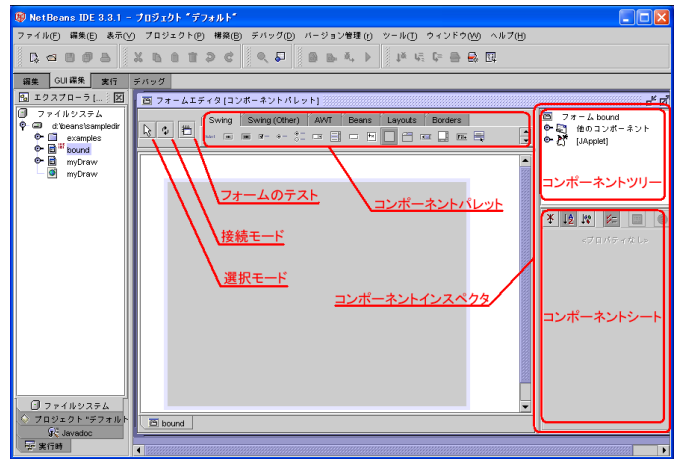 NetBeans IDE 3.3.1 - プロジェクト "デフォルト"
ファイル(F) 編集(E) 表示(V) プロジェクト(P) 構築(B) デバッグ(D) バージョン管理(r) ツール(T) ウィンドウ(W) ヘルプ(H)
編集 GUI 編集 実行 デバッグ
エクスプローラ [...
フォームエディタ [コンポーネントパレット]
ファイルシステム
d:\beans\sampledir
examples
bound
myDraw
myDraw
Swing Swing (Other) AWT Beans Layouts Borders
フォームのテスト
コンポーネントパレット
接続モード
選択モード
コンポーネントインスペクタ
フォーム bound
他のコンポーネント
[JApplet]
コンポーネントツリー
<プロパティなし>
コンポーネントシート
ファイルシステム
プロジェクト "デフォルト
Javadoc
実行時
bound